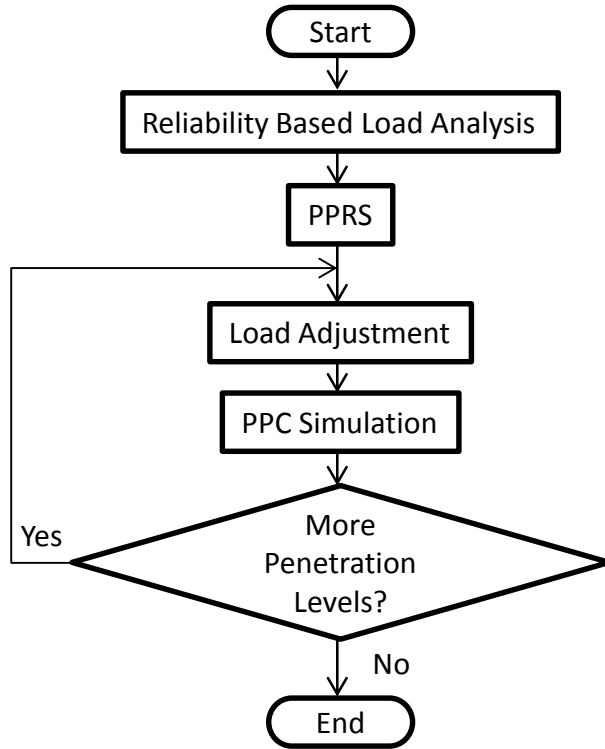 Start
Reliability Based Load Analysis
PPRS
Load Adjustment
PPC Simulation
Yes
More
Penetration
Levels?
No
End